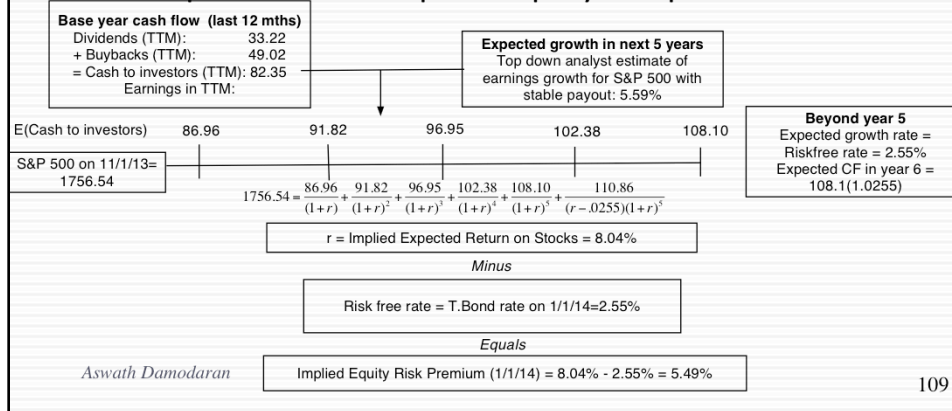 Base year cash flow (last 12 mths)
Dividends (TTM): 33.22
+ Buybacks (TTM): 49.02
= Cash to investors (TTM): 82.35
Earnings in TTM:
Expected growth in next 5 years
Top down analyst estimate of
earnings growth for S&P 500 with
stable payout: 5.59%
E(Cash to investors) 86.96 91.82 96.95 102.38 108.10
Beyond year 5
Expected growth rate =
Riskfree rate = 2.55%
Expected CF in year 6 =
108.1(1.0255)
S&P 500 on 11/1/13=
1756.54
1756.54 = 86.96/(1+r) + 91.82/(1+r)^2 + 96.95/(1+r)^3 + 102.38/(1+r)^4 + 108.10/(1+r)^5 + 110.86/((r-.0255)(1+r)^5)
r = Implied Expected Return on Stocks = 8.04%
Minus
Risk free rate = T.Bond rate on 1/1/14=2.55%
Equals
Implied Equity Risk Premium (1/1/14) = 8.04% - 2.55% = 5.49%
Aswath Damodaran
109